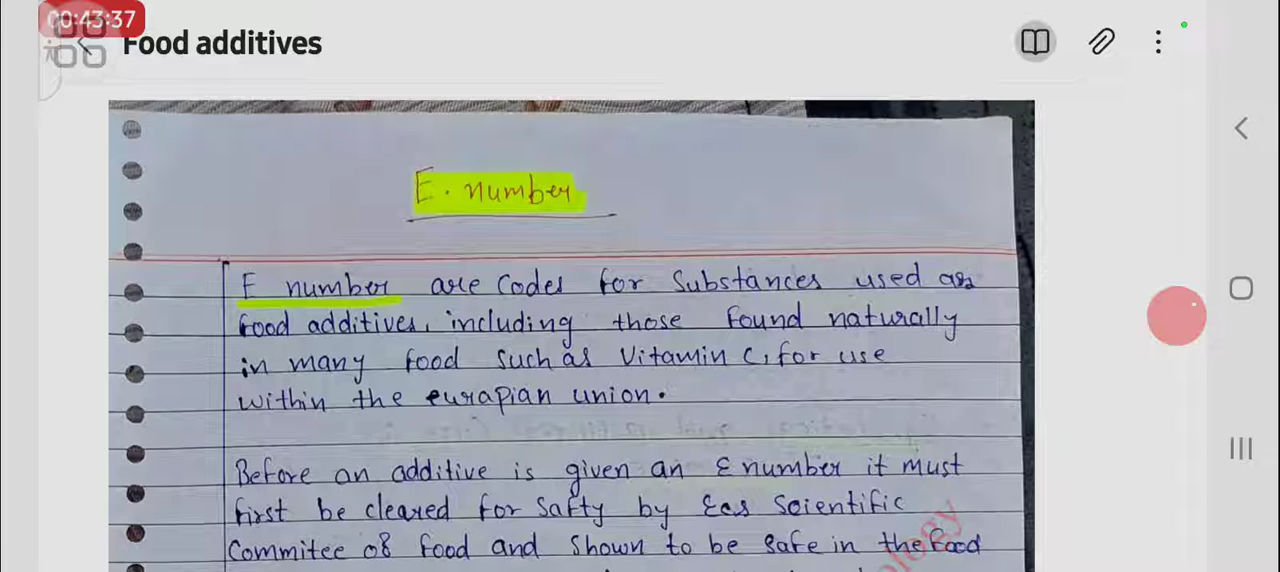 00:43:37
Food additives
E. number
E number are Codes for Substances used as
food additives, including those found naturally
in many food such as Vitamin C, for use
within the eurapian union.
Before an additive is given an E number it must
first be cleared for Safty by Ecs Scientific
Commitee of food and shown to be safe in the food
ology